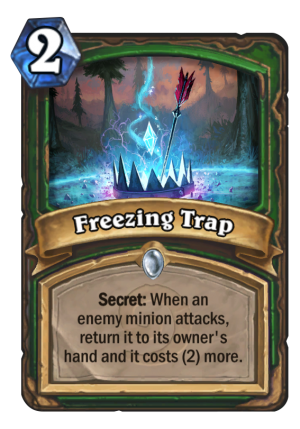 2
Freezing Trap
Secret: When an
enemy minion attacks,
return it to its owner's
hand and it costs (2) more.